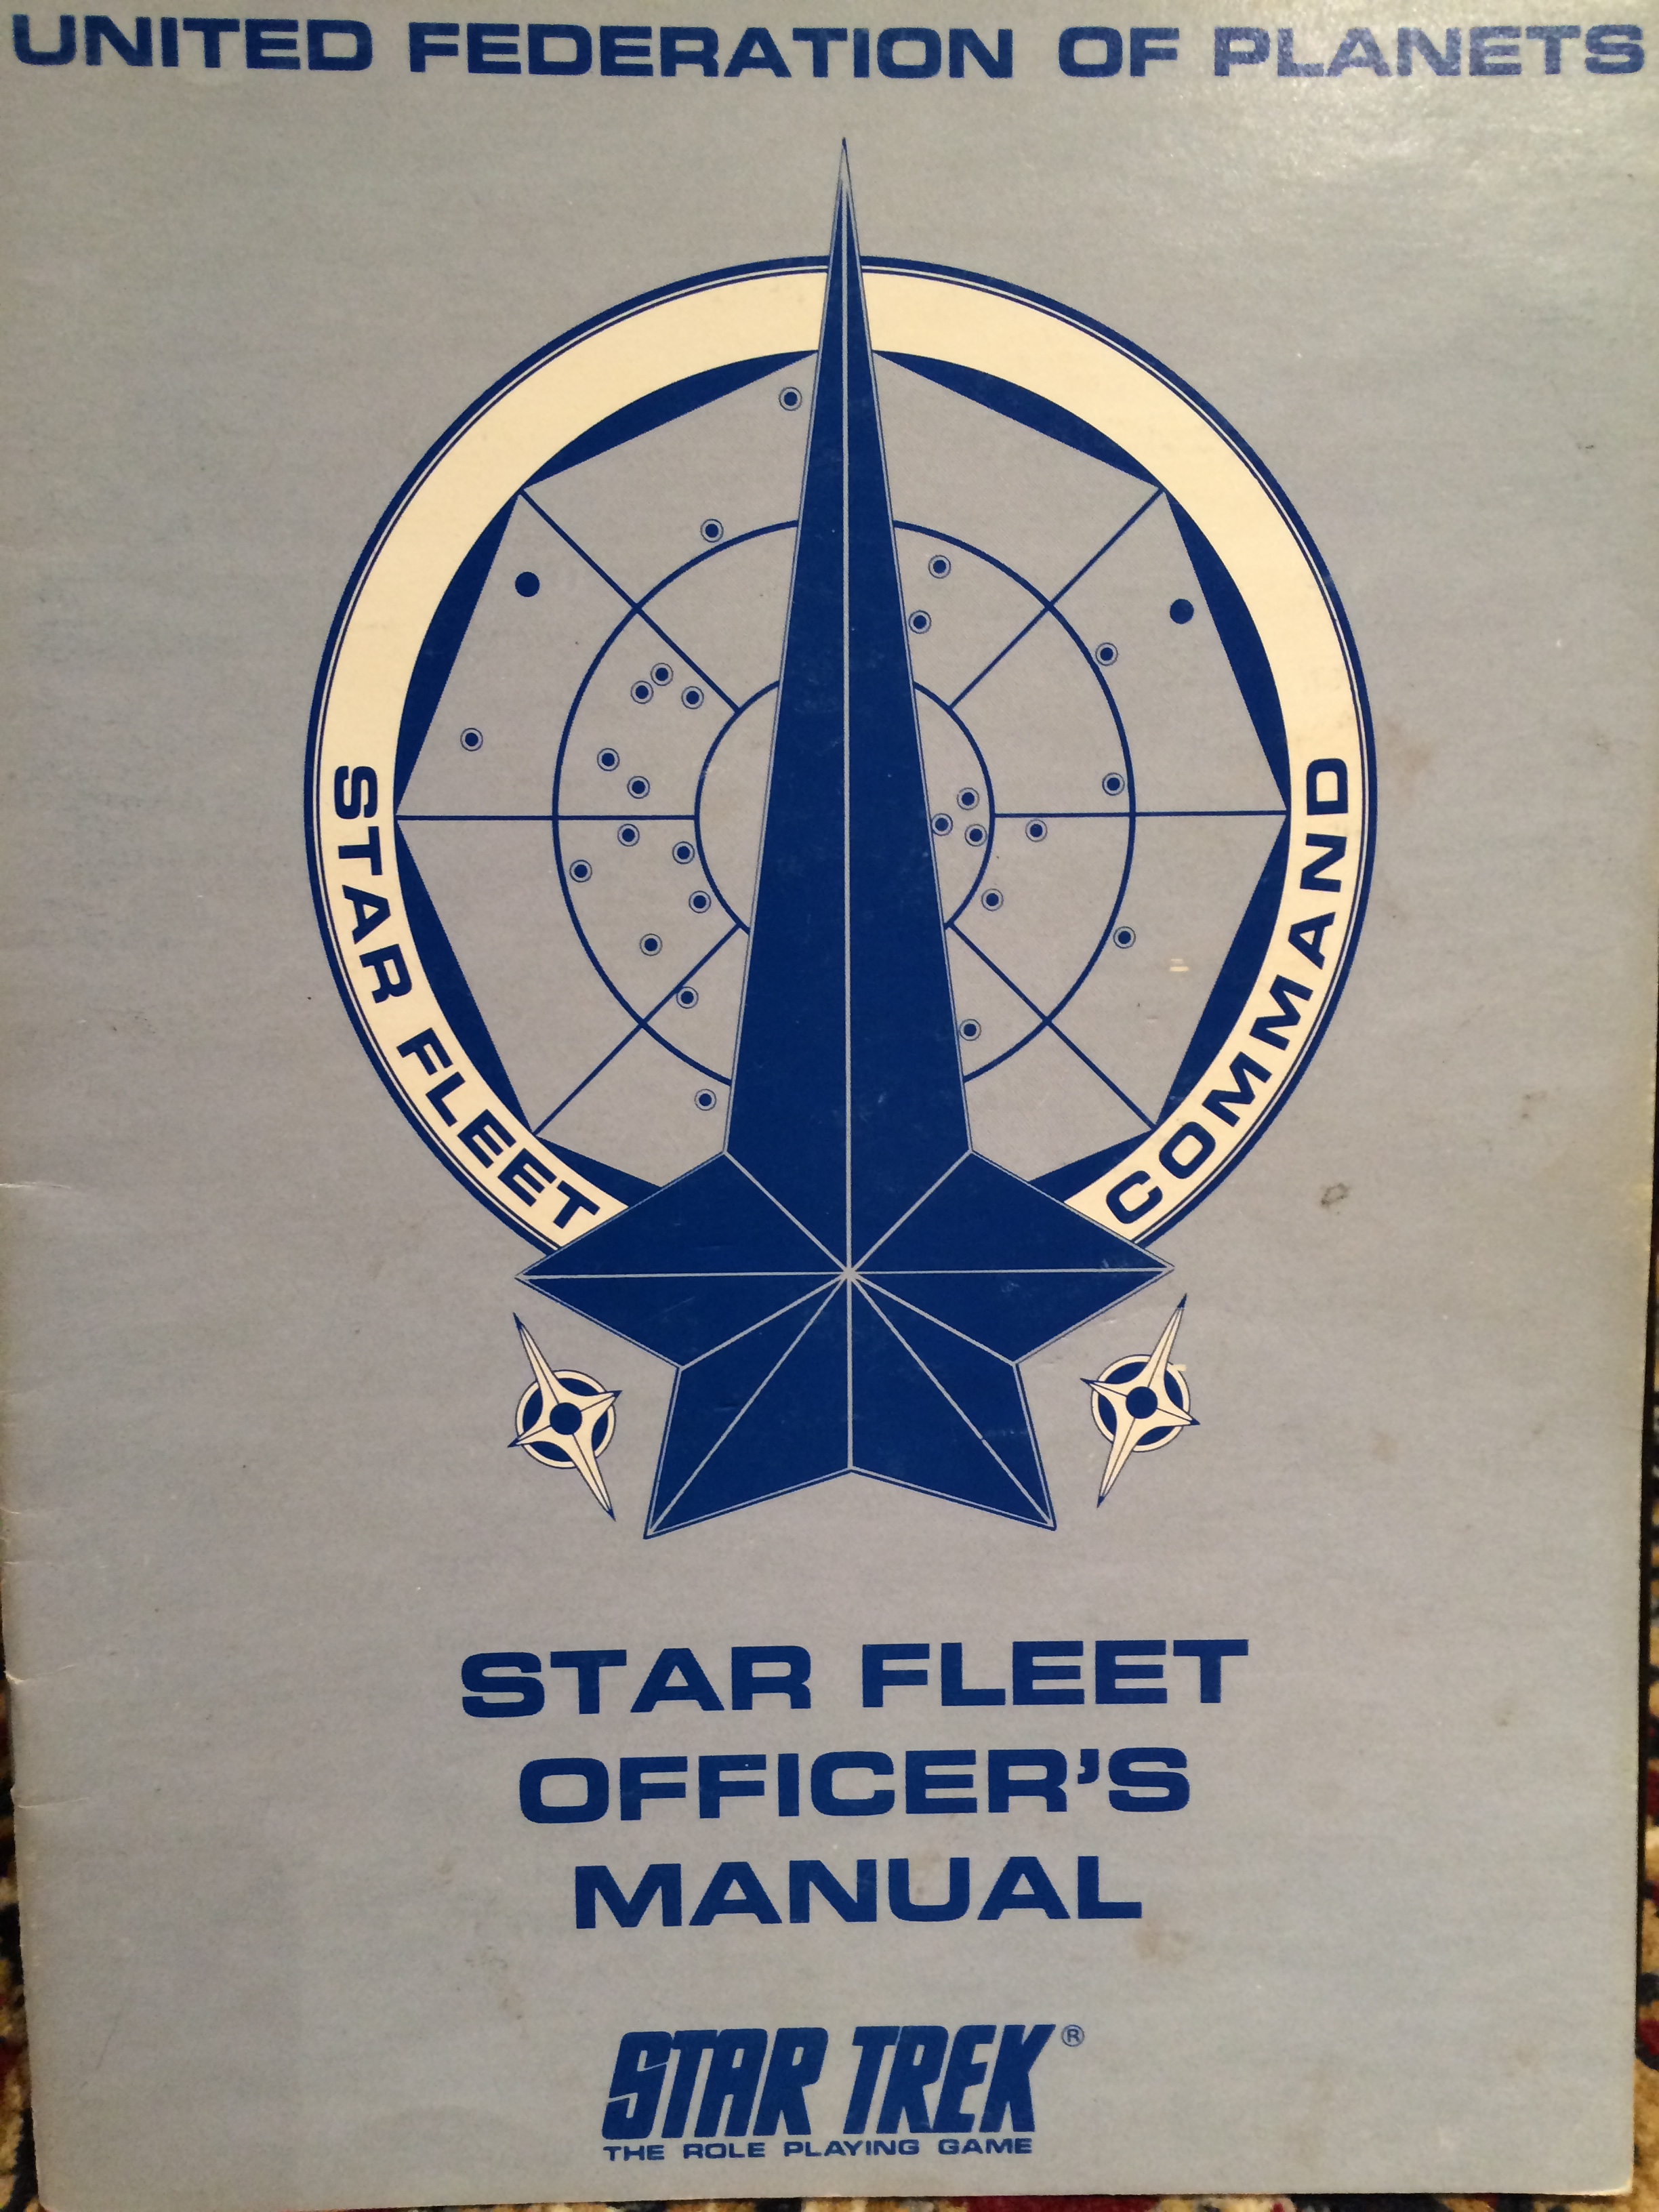 UNITED FEDERATION OF PLANETS
STAR FLEET COMMAND
STAR FLEET
OFFICER'S
MANUAL
STAR TREK®
THE ROLE PLAYING GAME